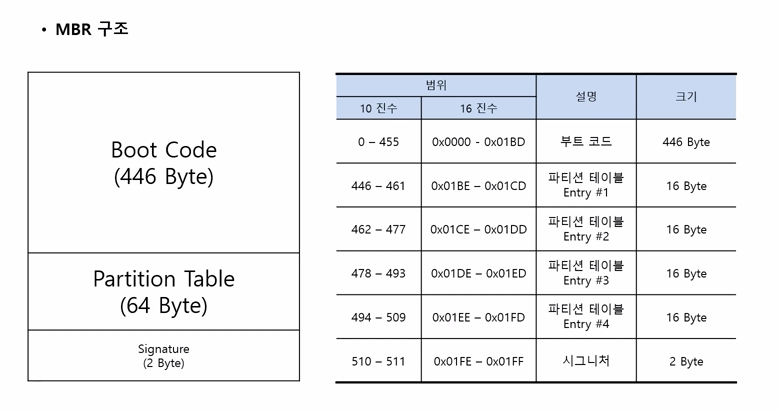 • MBR 구조
Boot Code
(446 Byte)
Partition Table
(64 Byte)
Signature
(2 Byte)
범위 설명 크기
10 진수 16 진수
0 – 455 0x0000 - 0x01BD 부트 코드 446 Byte
446 – 461 0x01BE – 0x01CD 파티션 테이블 Entry #1 16 Byte
462 – 477 0x01CE – 0x01DD 파티션 테이블 Entry #2 16 Byte
478 – 493 0x01DE – 0x01ED 파티션 테이블 Entry #3 16 Byte
494 – 509 0x01EE – 0x01FD 파티션 테이블 Entry #4 16 Byte
510 – 511 0x01FE – 0x01FF 시그니처 2 Byte